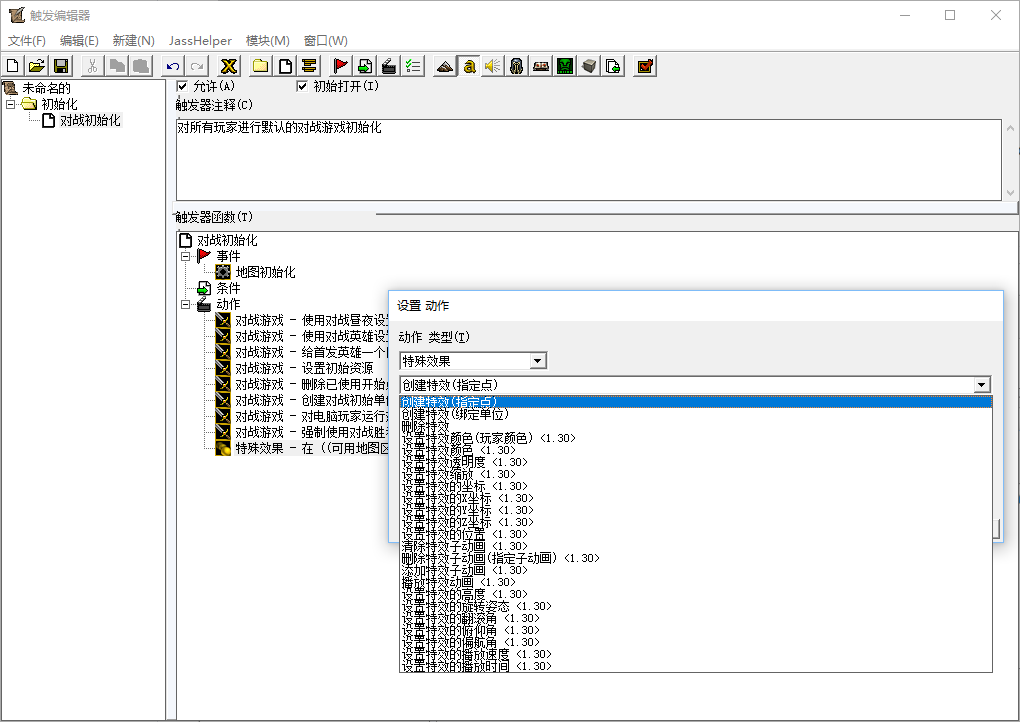 触发编辑器
文件(F) 编辑(E) 新建(N) JassHelper 模块(M) 窗口(W)
未命名的
初始化
对战初始化
允许(A) 初始打开(I)
触发器注释(C)
对所有玩家进行默认的对战游戏初始化
触发器函数(T)
对战初始化
事件
地图初始化
条件
动作
对战游戏 - 使用对战昼夜设
对战游戏 - 使用对战英雄设
对战游戏 - 给首发英雄一个
对战游戏 - 设置初始资源
对战游戏 - 删除已使用开始
对战游戏 - 创建对战初始单
对战游戏 - 对电脑玩家运行
对战游戏 - 强制使用对战胜
特殊效果 - 在 ((可用地图区
设置 动作
动作 类型(T)
特殊效果
创建特效(指定点)
创建特效(指定点)
创建特效(绑定单位)
删除特效
设置特效颜色(玩家颜色) <1.30>
设置特效颜色 <1.30>
设置特效透明度 <1.30>
设置特效缩放 <1.30>
设置特效的坐标 <1.30>
设置特效的X坐标 <1.30>
设置特效的Y坐标 <1.30>
设置特效的Z坐标 <1.30>
设置特效的位置 <1.30>
清除特效子动画 <1.30>
删除特效子动画(指定子动画) <1.30>
添加特效子动画 <1.30>
播放特效动画 <1.30>
设置特效的高度 <1.30>
设置特效的旋转姿态 <1.30>
设置特效的翻滚角 <1.30>
设置特效的俯仰角 <1.30>
设置特效的偏航角 <1.30>
设置特效的播放速度 <1.30>
设置特效的播放时间 <1.30>